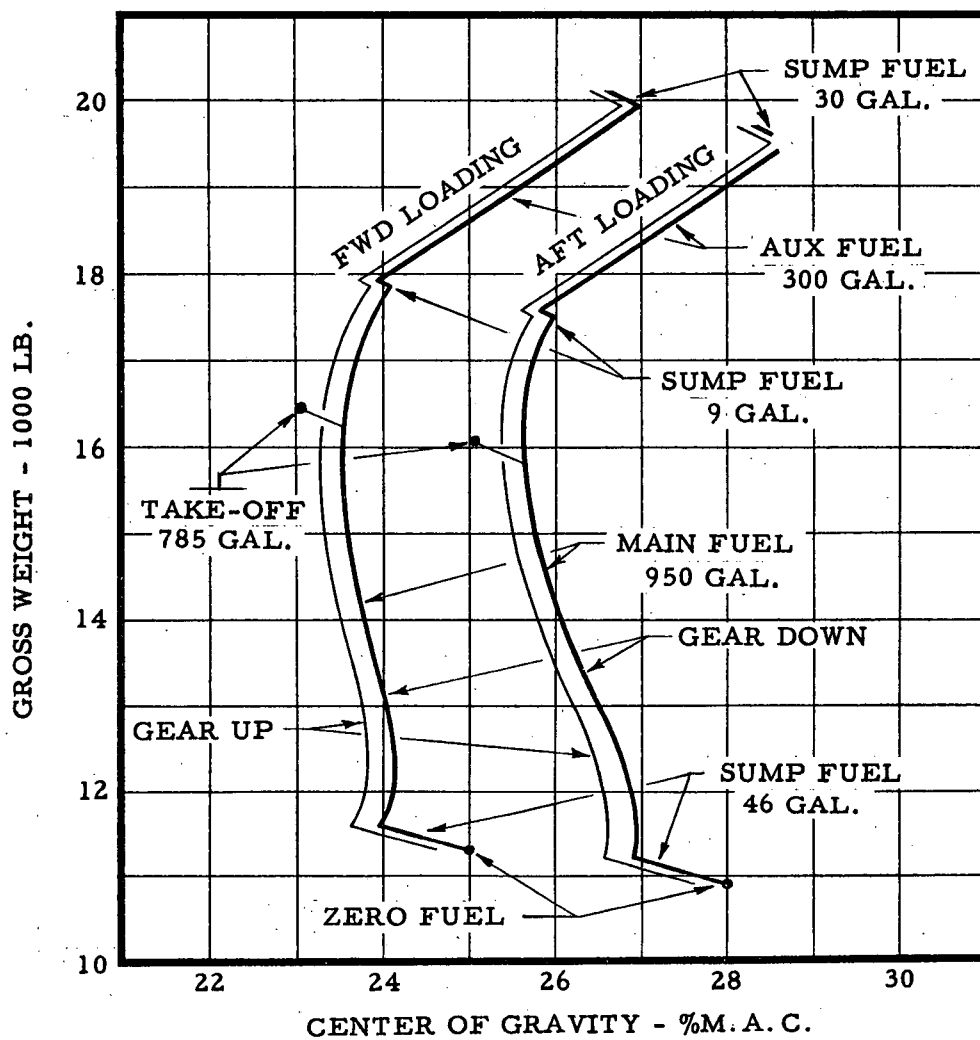 SUMP FUEL
30 GAL.
20
FWD LOADING
AFT LOADING
AUX FUEL
300 GAL.
18
SUMP FUEL
9 GAL.
16
TAKE-OFF
785 GAL.
MAIN FUEL
950 GAL.
14
GEAR DOWN
GEAR UP
SUMP FUEL
46 GAL.
12
ZERO FUEL
10
22 24 26 28 30
GROSS WEIGHT - 1000 LB.
CENTER OF GRAVITY - %M.A.C.